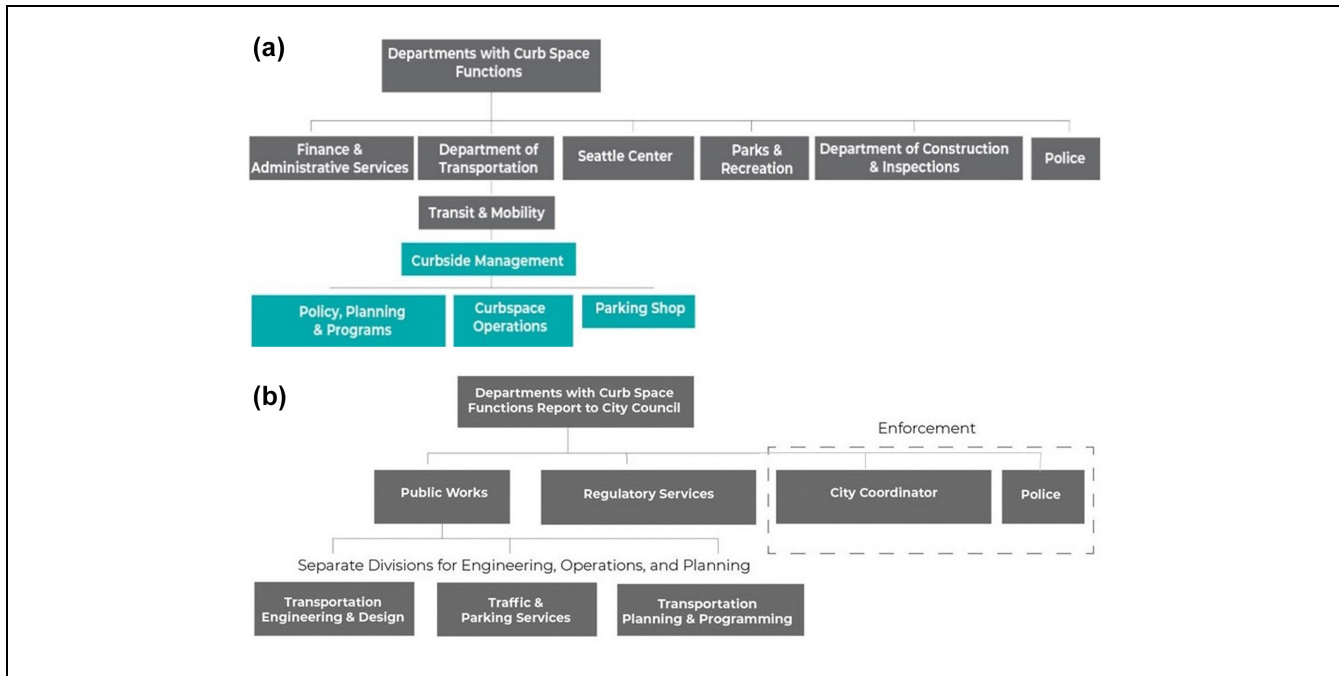 (a)
Departments with Curb Space
Functions
Finance &
Administrative Services
Department of
Transportation
Seattle Center
Parks &
Recreation
Department of Construction
& Inspections
Police
Transit & Mobility
Curbside Management
Policy, Planning
& Programs
Curbspace
Operations
Parking Shop
(b)
Departments with Curb Space
Functions Report to City Council
Enforcement
Public Works
Regulatory Services
City Coordinator
Police
Separate Divisions for Engineering, Operations, and Planning
Transportation
Engineering & Design
Traffic &
Parking Services
Transportation
Planning & Programming